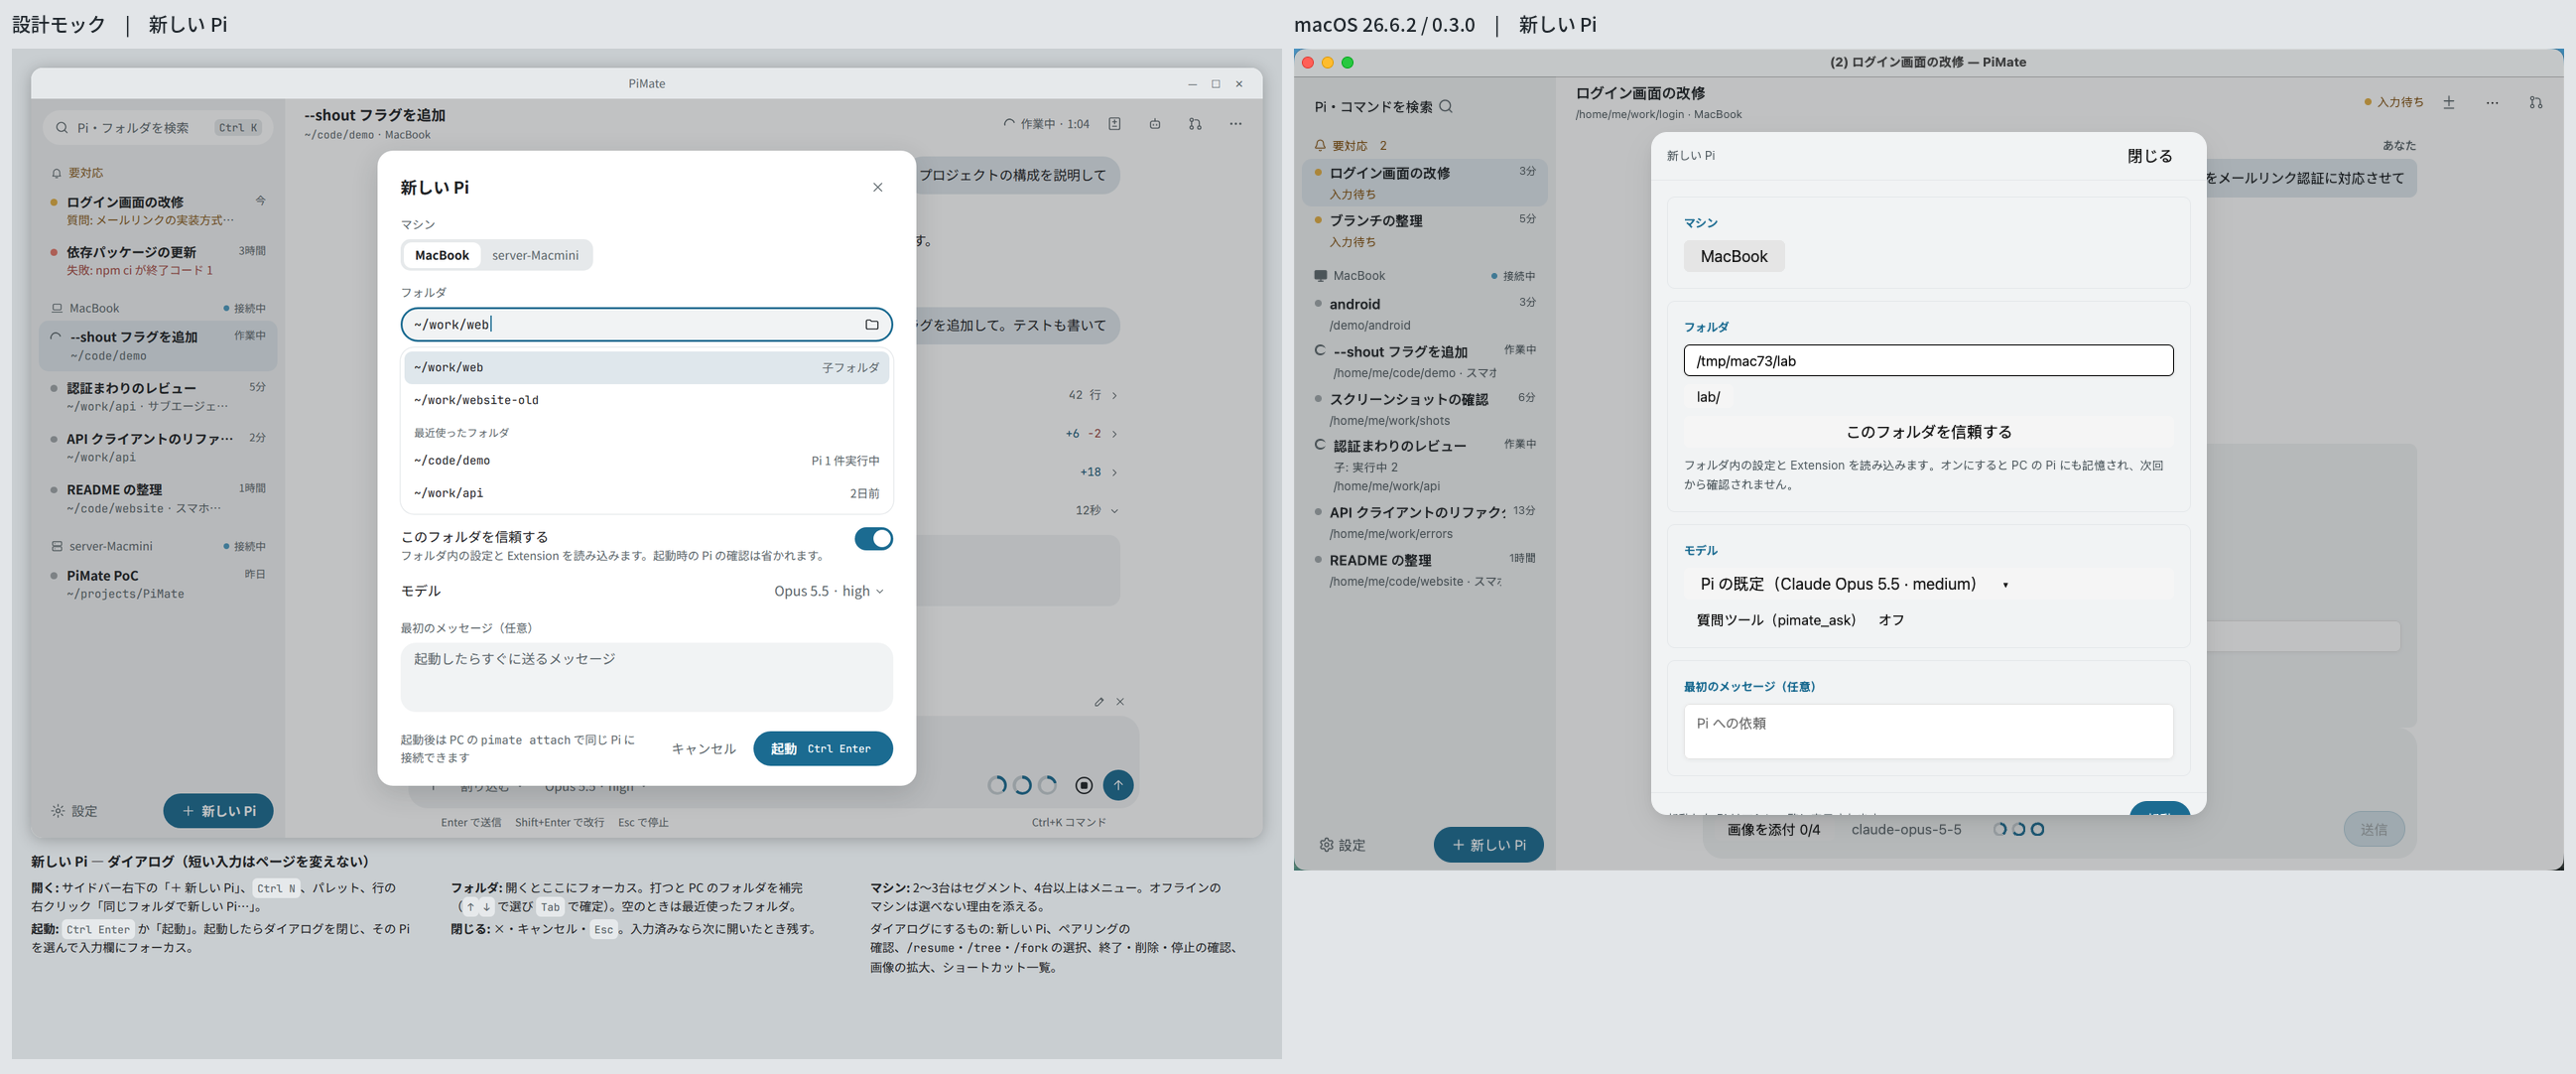 設計モック | 新しい Pi
PiMate
Pi・フォルダを検索 Ctrl K
要対応
ログイン画面の改修 今
質問: メールリンクの実装方式…
依存パッケージの更新 3時間
失敗: npm ci が終了コード 1
MacBook 接続中
--shout フラグを追加 作業中
~/code/demo
認証まわりのレビュー 5分
~/work/api · サブエージェ…
API クライアントのリファ… 2分
~/work/api
README の整理 1時間
~/code/website · スマホ…
server-Macmini 接続中
PiMate PoC 昨日
~/projects/PiMate
設定 + 新しい Pi
--shout フラグを追加
~/code/demo · MacBook
作業中 · 1:04
プロジェクトの構成を説明して
す。
グを追加して。テストも書いて
42 行
+6 -2
+18
12秒
新しい Pi
マシン
MacBook server-Macmini
フォルダ
~/work/web
~/work/web 子フォルダ
~/work/website-old
最近使ったフォルダ
~/code/demo Pi 1 件実行中
~/work/api 2日前
このフォルダを信頼する
フォルダ内の設定と Extension を読み込みます。起動時の Pi の確認は省かれます。
モデル Opus 5.5 · high
最初のメッセージ（任意）
起動したらすぐに送るメッセージ
起動後は PC の pimate attach で同じ Pi に
接続できます
キャンセル 起動 Ctrl Enter
割り込む Opus 5.5 · high
Enter で送信 Shift+Enter で改行 Esc で停止 Ctrl+K コマンド
新しい Pi — ダイアログ（短い入力はページを変えない）
開く: サイドバー右下の「＋ 新しい Pi」、 Ctrl N 、パレット、行の
右クリック「同じフォルダで新しい Pi…」。
起動: Ctrl Enter か「起動」。起動したらダイアログを閉じ、その Pi
を選んで入力欄にフォーカス。
フォルダ: 開くとここにフォーカス。打つと PC のフォルダを補完
（ ↑ ↓ で選び Tab で確定）。空のときは最近使ったフォルダ。
閉じる: ×・キャンセル・ Esc 。入力済みなら次に開いたとき残す。
マシン: 2〜3台はセグメント、4台以上はメニュー。オフラインの
マシンは選べない理由を添える。
ダイアログにするもの: 新しい Pi、ペアリングの
確認、/resume・/tree・/fork の選択、終了・削除・停止の確認、
画像の拡大、ショートカット一覧。
macOS 26.6.2 / 0.3.0 | 新しい Pi
(2) ログイン画面の改修 — PiMate
Pi・コマンドを検索
要対応 2
ログイン画面の改修 3分
入力待ち
ブランチの整理 5分
入力待ち
MacBook 接続中
android 3分
/demo/android
--shout フラグを追加 作業中
/home/me/code/demo · スマホ
スクリーンショットの確認 6分
/home/me/work/shots
認証まわりのレビュー 作業中
子: 実行中 2
/home/me/work/api
API クライアントのリファク 13分
/home/me/work/errors
README の整理 1時間
/home/me/code/website · スマ
設定 + 新しい Pi
ログイン画面の改修
/home/me/work/login · MacBook
入力待ち
あなた
をメールリンク認証に対応させて
新しい Pi 閉じる
マシン
MacBook
フォルダ
/tmp/mac73/lab
lab/
このフォルダを信頼する
フォルダ内の設定と Extension を読み込みます。オンにすると PC の Pi にも記憶され、次回
から確認されません。
モデル
Pi の既定（Claude Opus 5.5 · medium）
質問ツール（pimate_ask） オフ
最初のメッセージ（任意）
Pi への依頼
画像を添付 0/4 claude-opus-5-5 送信